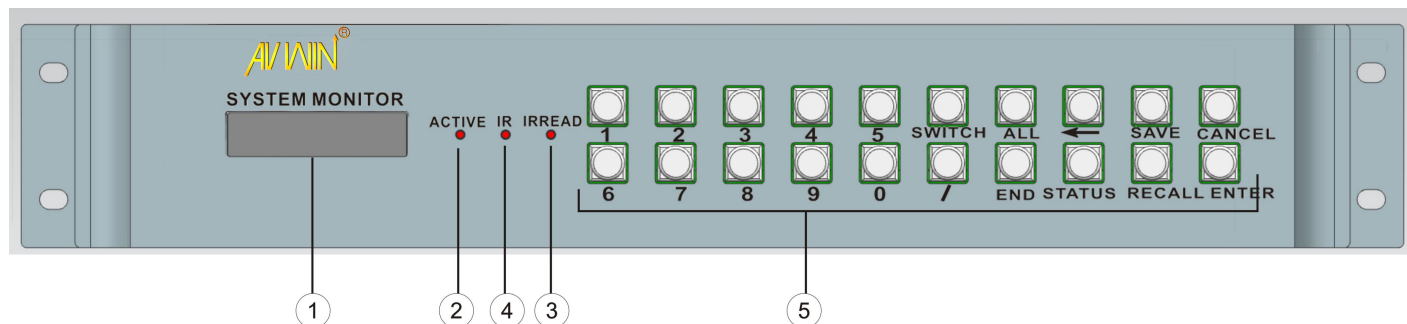 AVWIN®
SYSTEM MONITOR
ACTIVE IR IRREAD
1 2 3 4 5 SWITCH ALL ← SAVE CANCEL
6 7 8 9 0 / END STATUS RECALL ENTER
1 2 4 3 5